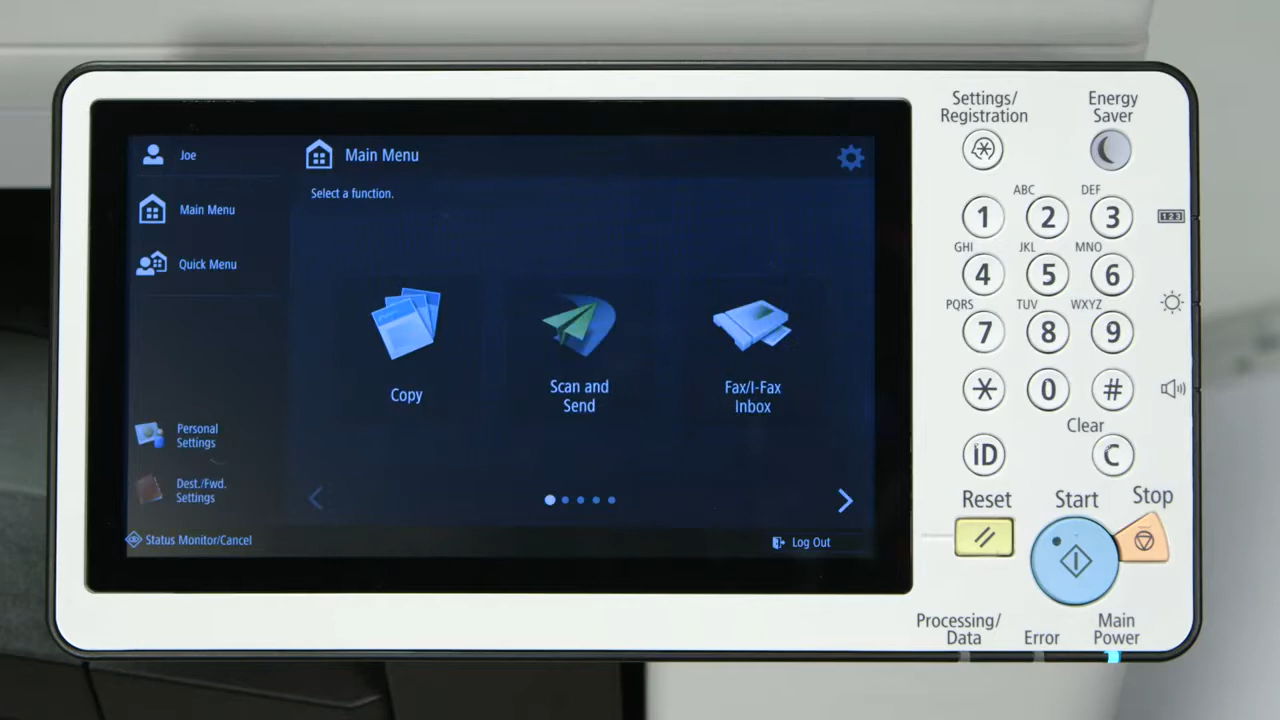 Joe
Main Menu
Quick Menu
Personal
Settings
Dest./Fwd.
Settings
Status Monitor/Cancel
Main Menu
Select a function.
Copy
Scan and
Send
Fax/I-Fax
Inbox
Log Out
Settings/
Registration
Energy
Saver
ABC
DEF
1
2
3
123
GHI
JKL
MNO
4
5
6
PQRS
TUV
WXYZ
7
8
9
0
#
Clear
ID
C
Reset
Start
Stop
Processing/
Data
Error
Main
Power